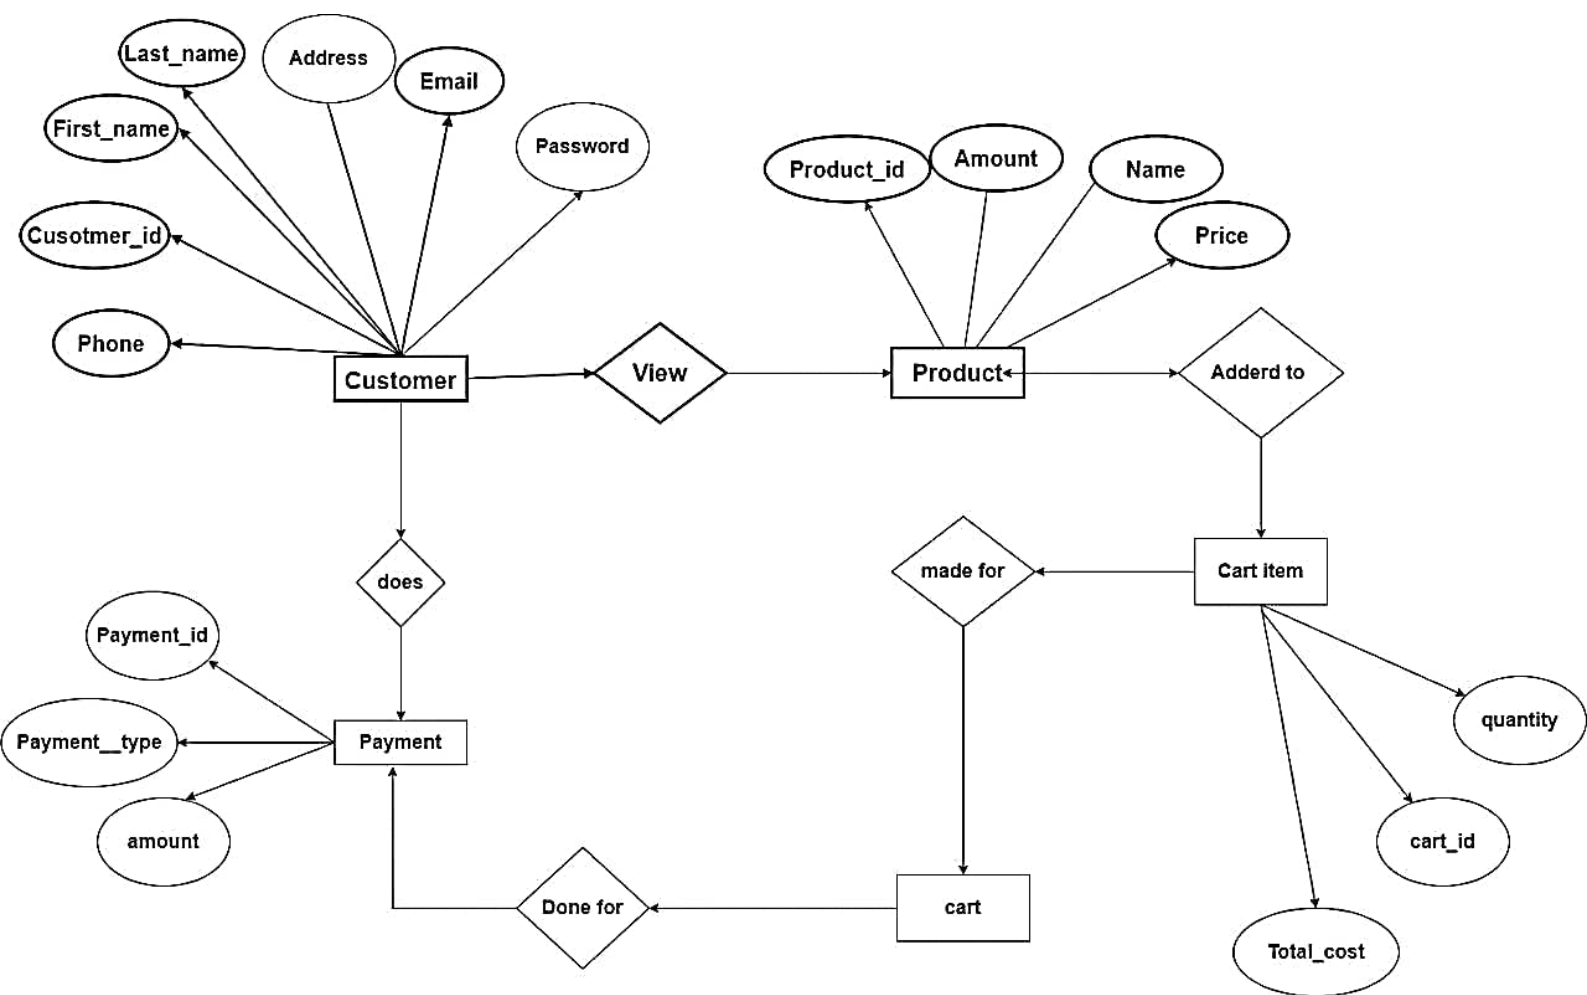 Last_name
Address
Email
First_name
Password
Cusotmer_id
Phone
Customer
View
Product_id
Amount
Name
Price
Product
Adderd to
does
made for
Cart item
Payment_id
Payment__type
amount
Payment
quantity
cart_id
Total_cost
Done for
cart